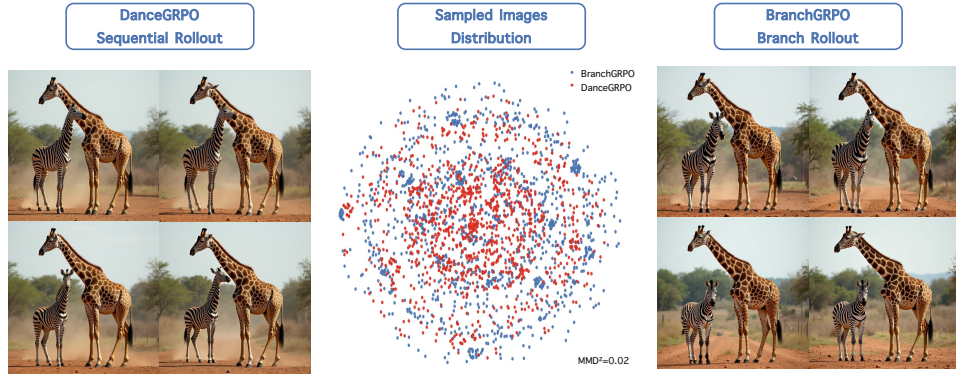 DanceGRPO
Sequential Rollout
Sampled Images
Distribution
BranchGRPO
Branch Rollout
BranchGRPO
DanceGRPO
MMD²=0.02